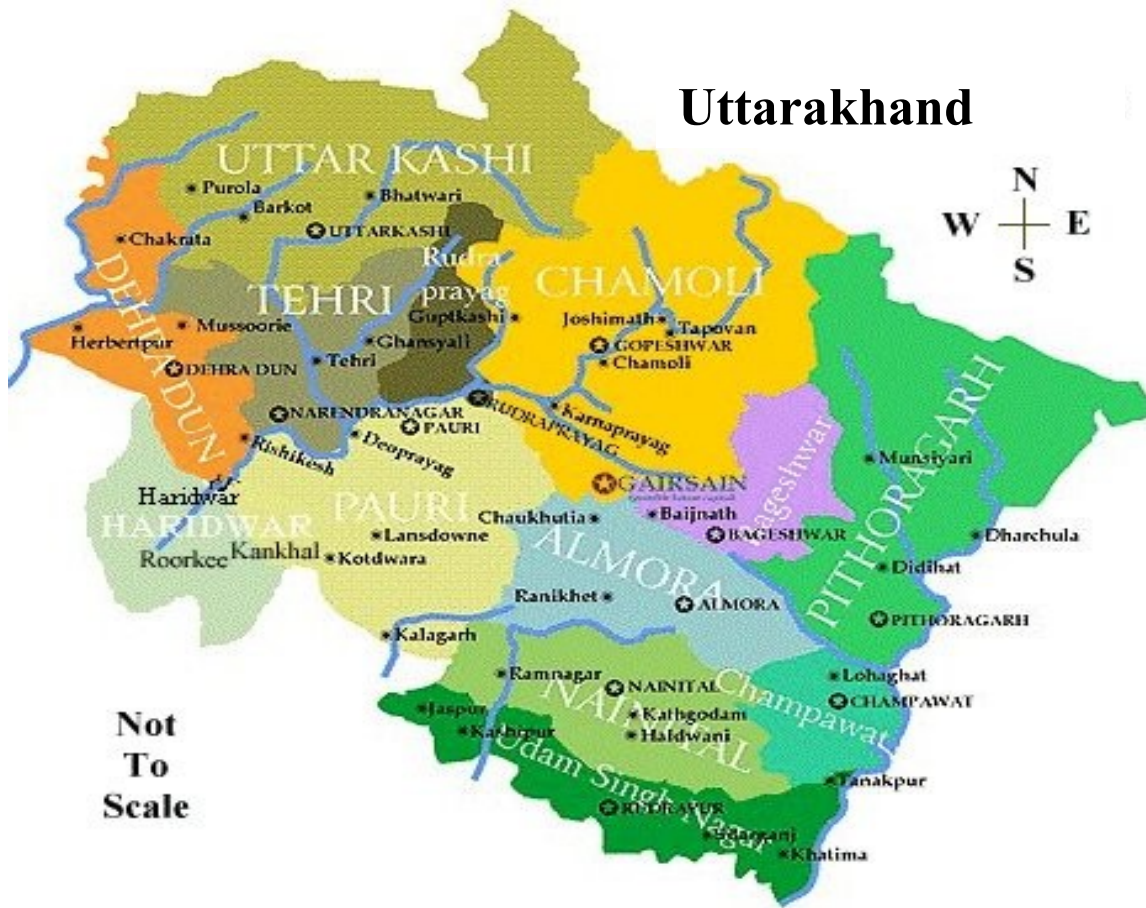 Uttarakhand
N
W E
S
UTTAR KASHI
Purola
Bhatwari
Barkot
UTTARKASHI
Chakrata
Rudra
prayag
DEHRA DUN
TEHRI
CHAMOLI
Guptkashi
Joshimath
Tapovan
Mussoorie
Herbertpur
Ghansyali
GOPESHWAR
Tehri
Chamoli
DEHRA DUN
NARENDRANAGAR
RUDRAPRAYAG
Karnaprayag
PAURI
Rishikesh
Deoprayag
Bageshwar
PITHORAGARH
Munsiyari
GAIRSAIN
Haridwar
HARIDWAR
PAURI
Chaukhutia
Baijnath
BAGESHWAR
Lansdowne
ALMORA
Dharchula
Roorkee
Kankhal
Kotdwara
Didihat
Ranikhet
ALMORA
PITHORAGARH
Kalagarh
Ramnagar
NAINITAL
Champawat
Lohaghat
CHAMPAWAT
NAINITAL
Jaspur
Kathgodam
Kashipur
Haldwani
Udam Singh Nagar
Tanakpur
RUDRAPUR
Khatima
Not
To
Scale